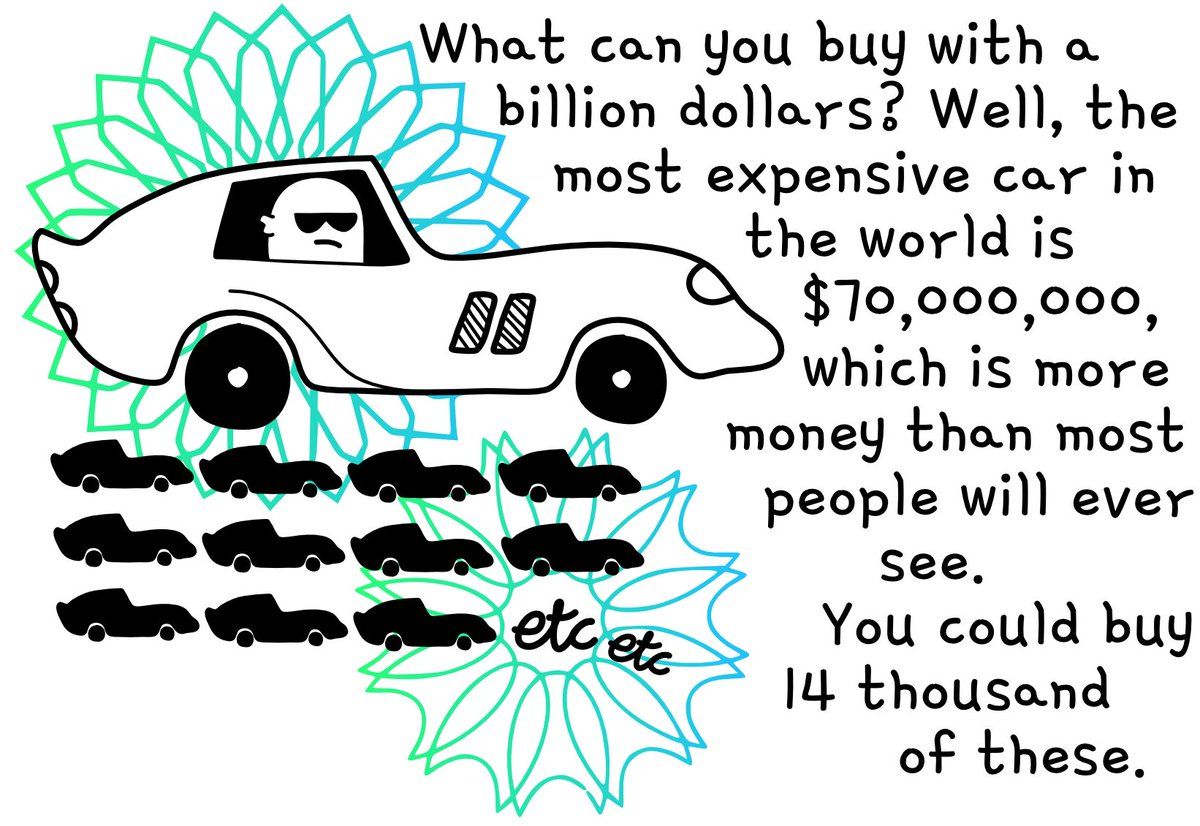 What can you buy with a
billion dollars? Well, the
most expensive car in
the world is
$70,000,000,
which is more
money than most
people will ever
see.
You could buy
14 thousand
of these.
etc
etc